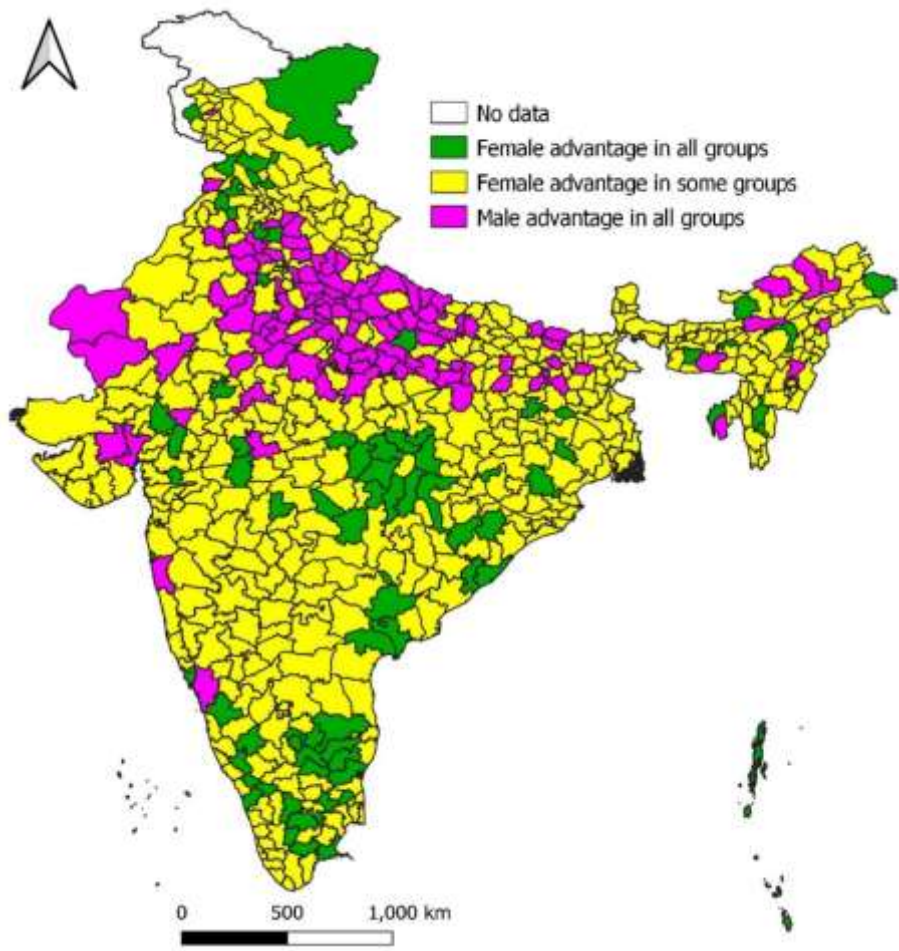 No data
Female advantage in all groups
Female advantage in some groups
Male advantage in all groups
0 500 1,000 km